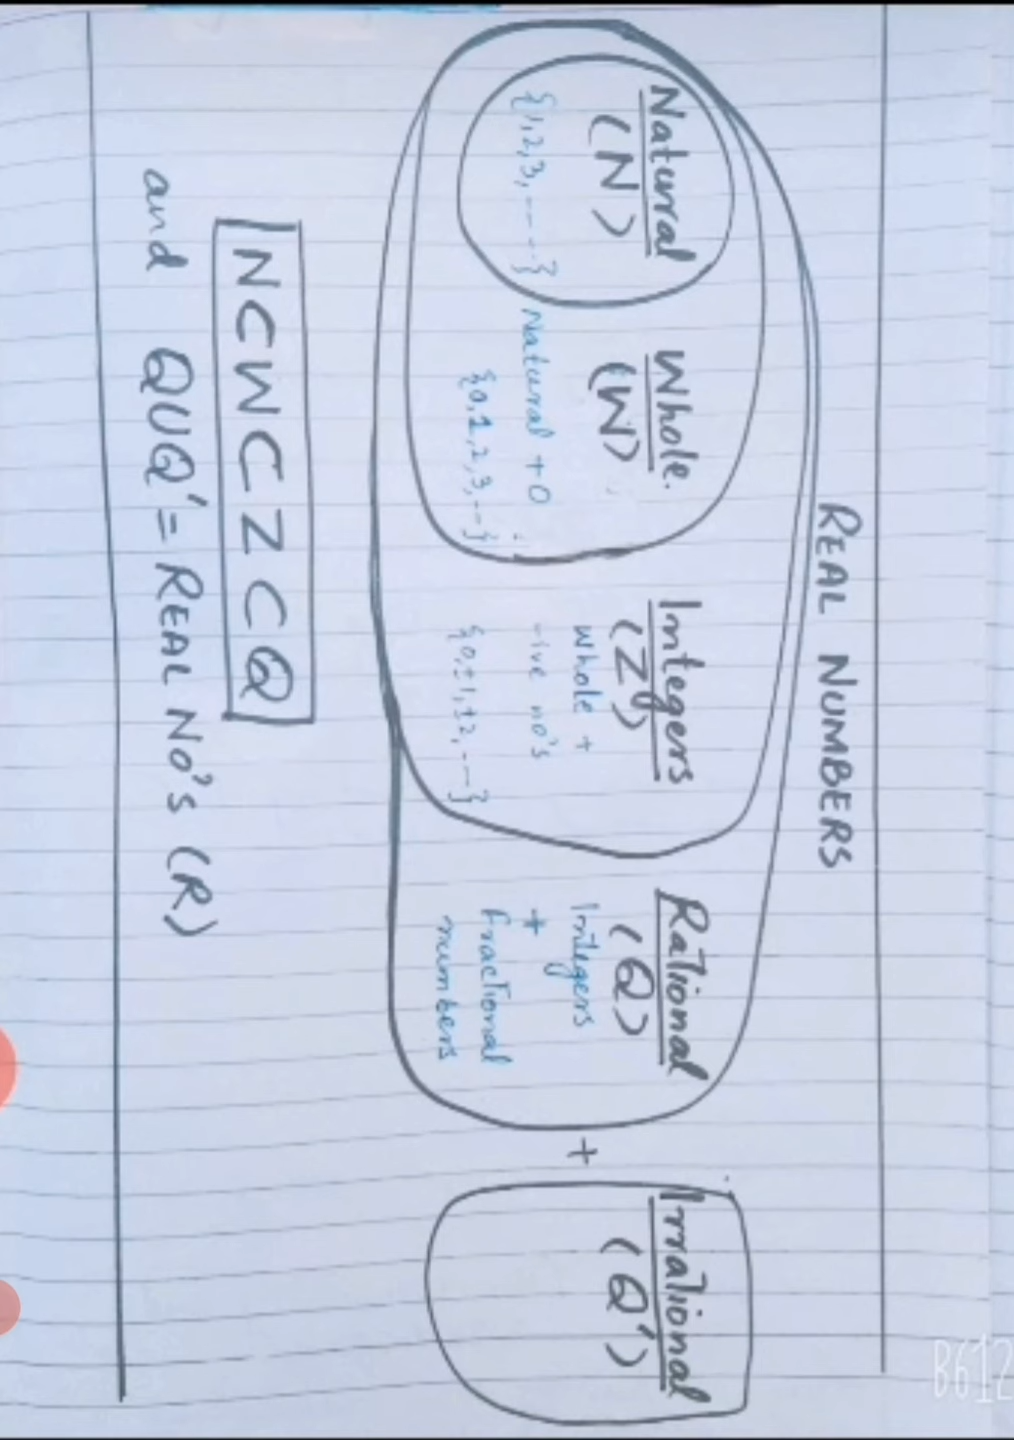 REAL NUMBERS
Natural
(N)
{1,2,3,-----}
Whole.
(W)
Natural + 0
{0,1,2,3,--}
Integers
(Z)
Whole +
-ive no's
{0,±1,±2,---}
Rational
(Q)
Integers
+
fractional
numbers
+
Irrational
(Q')
N⊂W⊂Z⊂Q
and Q∪Q'= REAL NO'S (R)
B612